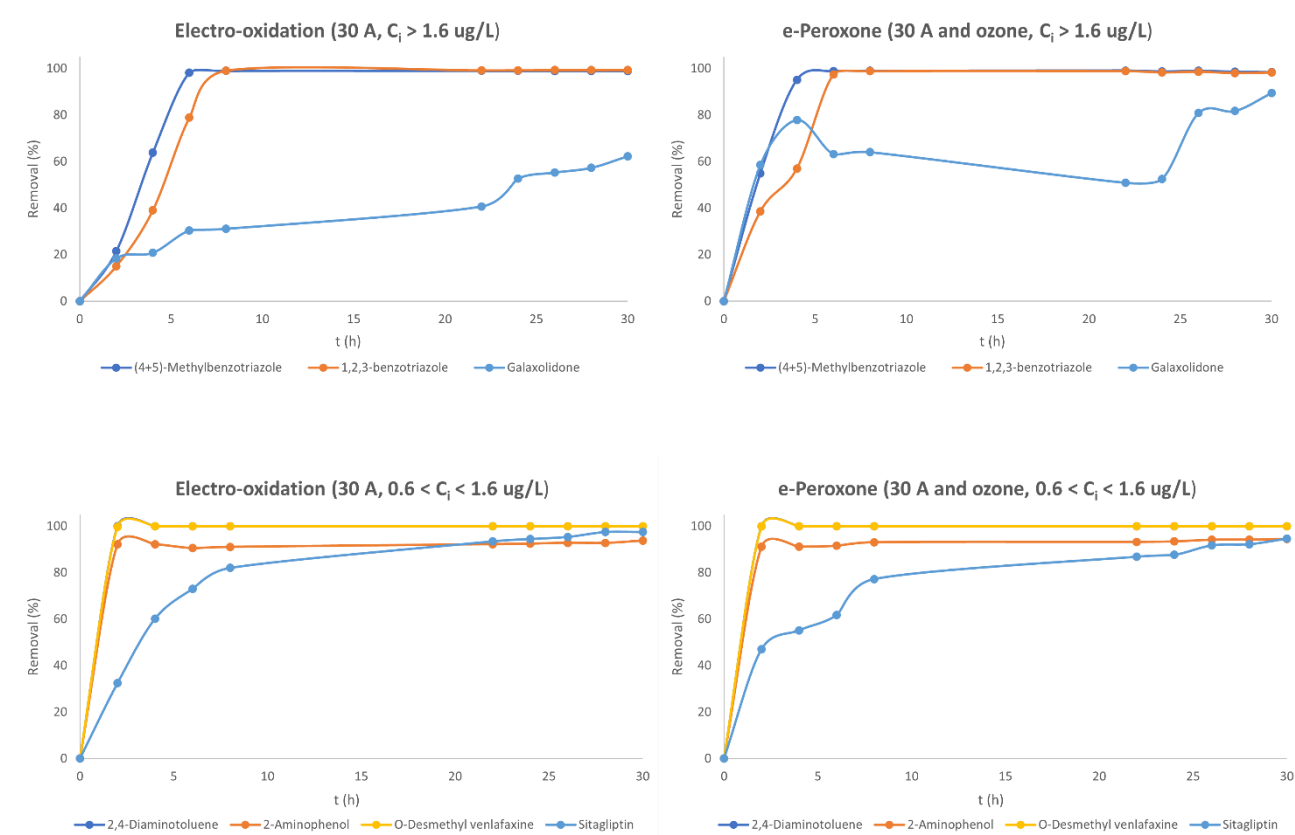 Electro-oxidation (30 A, Ci > 1.6 ug/L)
Removal (%)
100
80
60
40
20
0
0 5 10 15 20 25 30
t (h)
(4+5)-Methylbenzotriazole 1,2,3-benzotriazole Galaxolidone
e-Peroxone (30 A and ozone, Ci > 1.6 ug/L)
Removal (%)
100
80
60
40
20
0
0 5 10 15 20 25 30
t (h)
(4+5)-Methylbenzotriazole 1,2,3-benzotriazole Galaxolidone
Electro-oxidation (30 A, 0.6 < Ci < 1.6 ug/L)
Removal (%)
100
80
60
40
20
0
0 5 10 15 20 25 30
t (h)
2,4-Diaminotoluene 2-Aminophenol O-Desmethyl venlafaxine Sitagliptin
e-Peroxone (30 A and ozone, 0.6 < Ci < 1.6 ug/L)
Removal (%)
100
80
60
40
20
0
0 5 10 15 20 25 30
t (h)
2,4-Diaminotoluene 2-Aminophenol O-Desmethyl venlafaxine Sitagliptin